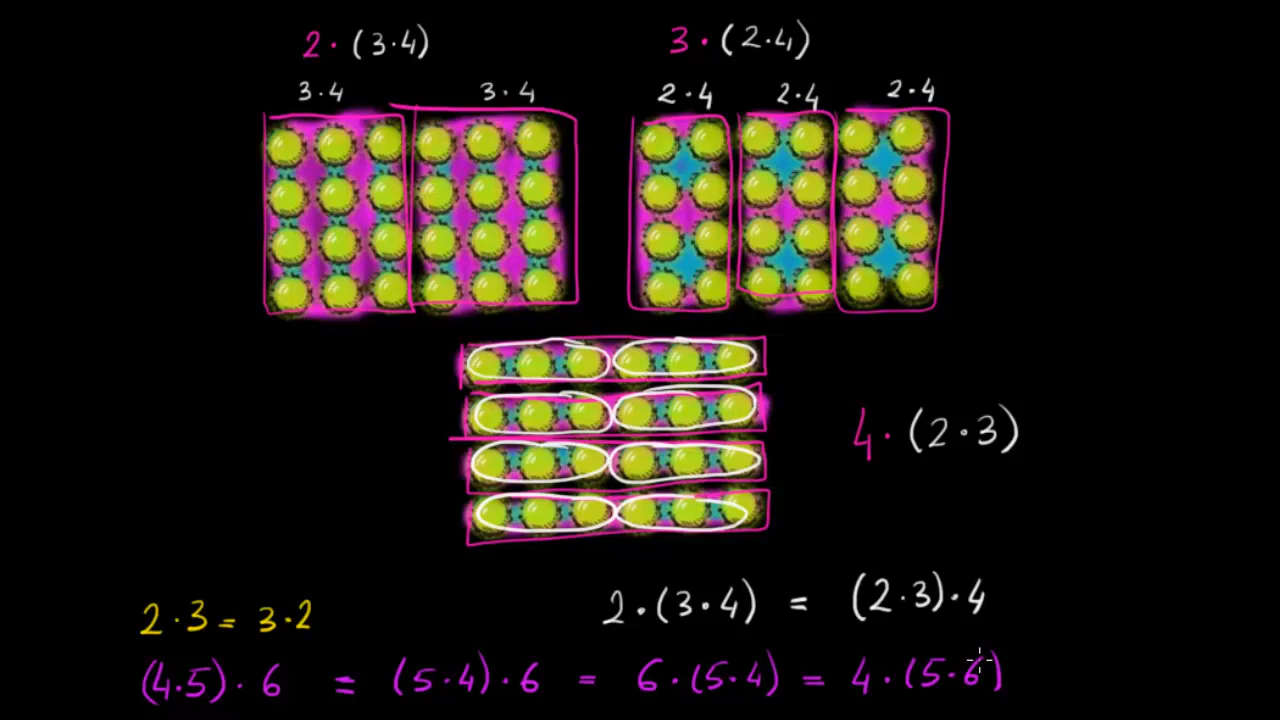 2 · (3·4)
3 · (2·4)
3·4 3·4
2·4 2·4 2·4
4 · (2·3)
2·3 = 3·2
2·(3·4) = (2·3)·4
(4·5)·6 = (5·4)·6 = 6·(5·4) = 4·(5·6)